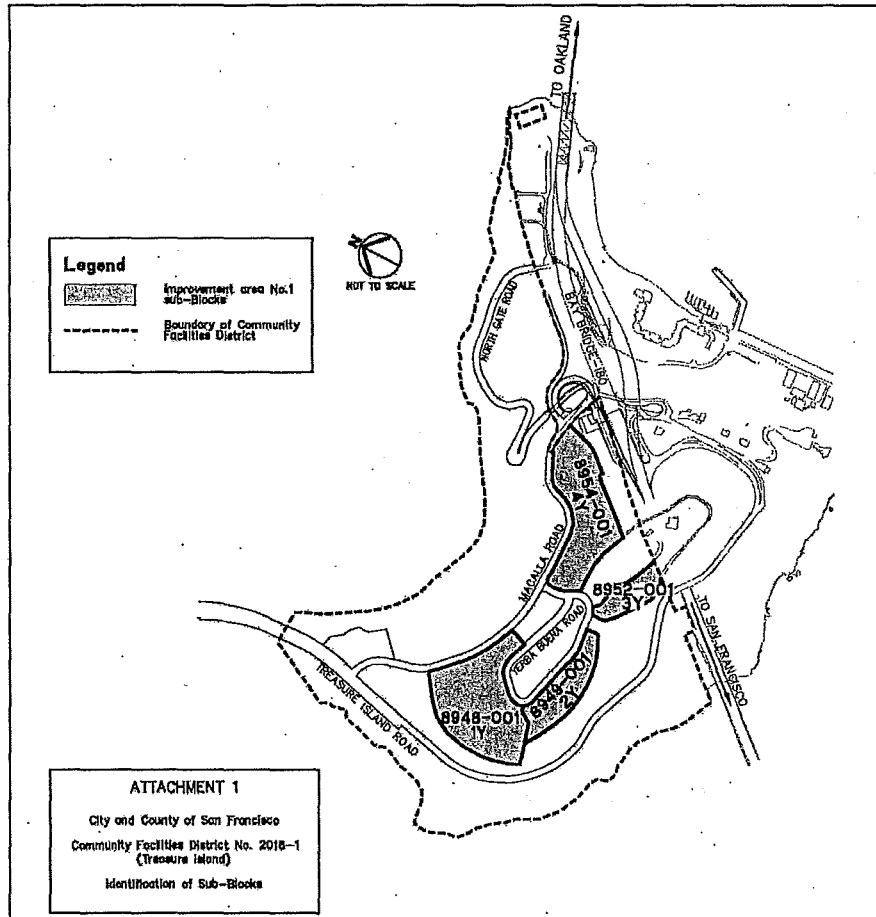 TO OAKLAND
Legend
Improvement area No.1
sub-Blocks
Boundary of Community
Facilities District
N
NOT TO SCALE
NORTH GATE ROAD
BAY BRIDGE-I80
8954-001
4Y
MACALLA ROAD
8952-001
3Y
YERBA BUENA ROAD
TO SAN FRANCISCO
8949-001
2Y
8948-001
1Y
TREASURE ISLAND ROAD
ATTACHMENT 1
City and County of San Francisco
Community Facilities District No. 2016-1
(Treasure Island)
Identification of Sub-Blocks